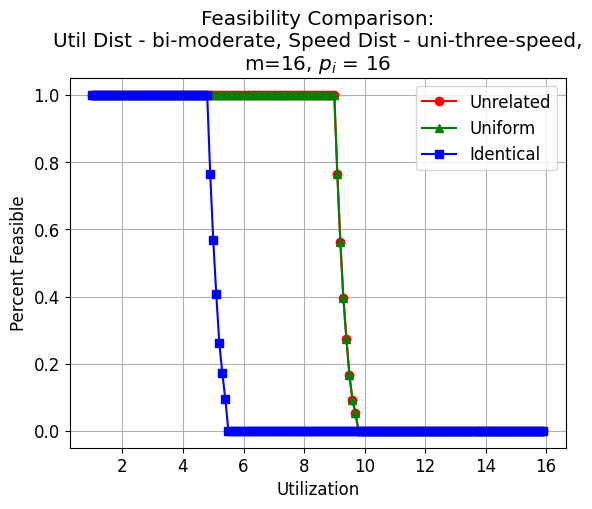 Feasibility Comparison:
Util Dist - bi-moderate, Speed Dist - uni-three-speed,
m=16, $p_i$ = 16
1.0
0.8
0.6
0.4
0.2
0.0
Percent Feasible
Unrelated
Uniform
Identical
2 4 6 8 10 12 14 16
Utilization